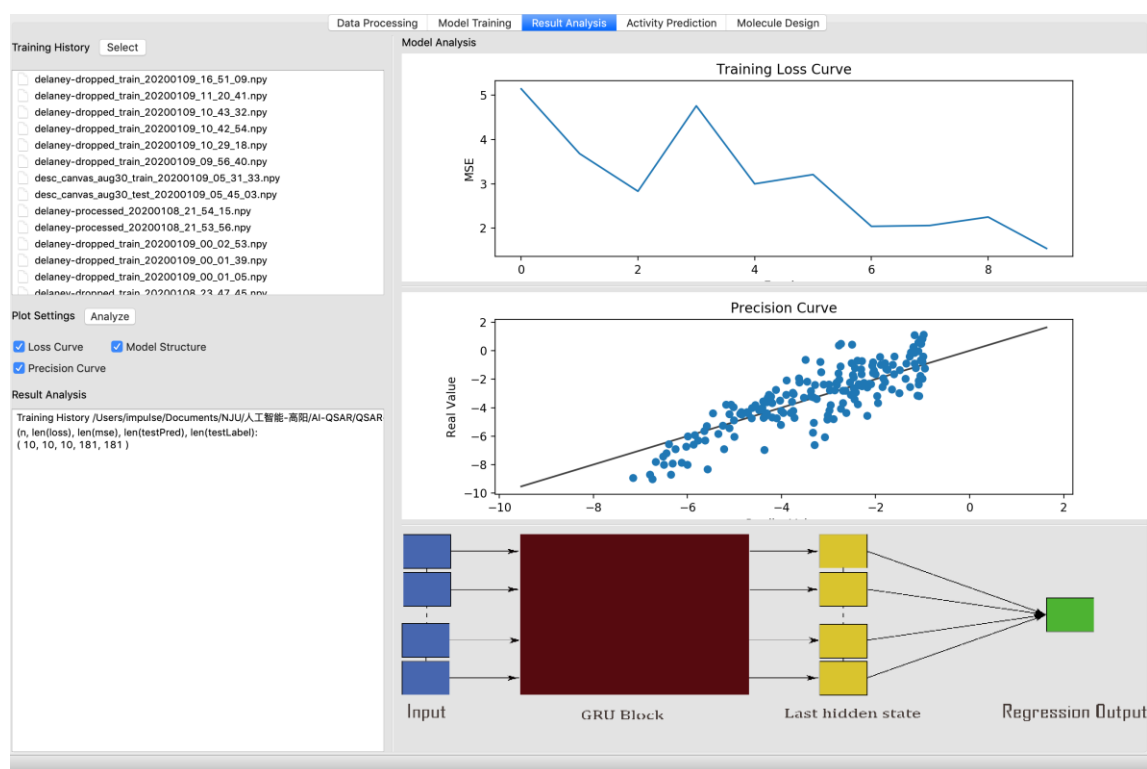 Data Processing Model Training Result Analysis Activity Prediction Molecule Design
Training History Select
delaney-dropped_train_20200109_16_51_09.npy
delaney-dropped_train_20200109_11_20_41.npy
delaney-dropped_train_20200109_10_43_32.npy
delaney-dropped_train_20200109_10_42_54.npy
delaney-dropped_train_20200109_10_29_18.npy
delaney-dropped_train_20200109_09_56_40.npy
desc_canvas_aug30_train_20200109_05_31_33.npy
desc_canvas_aug30_test_20200109_05_45_03.npy
delaney-processed_20200108_21_54_15.npy
delaney-processed_20200108_21_53_56.npy
delaney-dropped_train_20200109_00_02_53.npy
delaney-dropped_train_20200109_00_01_39.npy
delaney-dropped_train_20200109_00_01_05.npy
delaney-dropped_train_20200108_23_47_45.npy
Plot Settings Analyze
Loss Curve Model Structure
Precision Curve
Result Analysis
Training History /Users/impulse/Documents/NJU/人工智能-高阳/AI-QSAR/QSAR
(n, len(loss), len(mse), len(testPred), len(testLabel):
( 10, 10, 10, 181, 181 )
Model Analysis
Training Loss Curve
MSE
5
4
3
2
0 2 4 6 8
Precision Curve
Real Value
2
0
−2
−4
−6
−8
−10
−10 −8 −6 −4 −2 0 2
Input GRU Block Last hidden state Regression Output